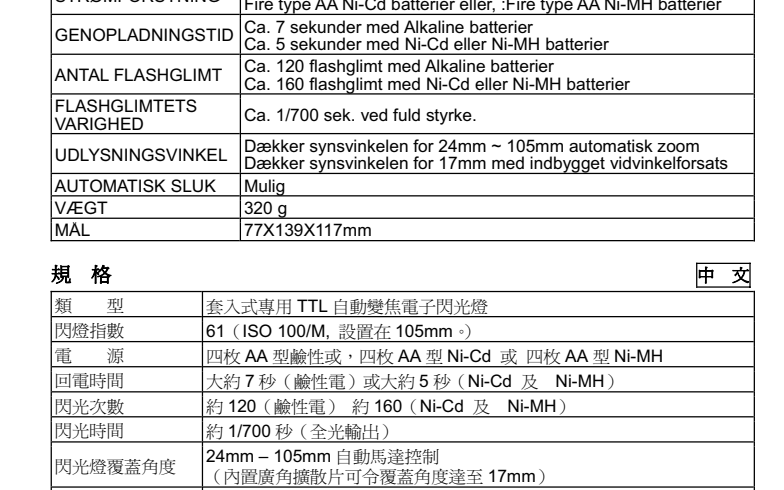 Fire type AA Ni-Cd batterier eller, :Fire type AA Ni-MH batterier
GENOPLADNINGSTID Ca. 7 sekunder med Alkaline batterier
Ca. 5 sekunder med Ni-Cd eller Ni-MH batterier
ANTAL FLASHGLIMT Ca. 120 flashglimt med Alkaline batterier
Ca. 160 flashglimt med Ni-Cd eller Ni-MH batterier
FLASHGLIMTETS
VARIGHED Ca. 1/700 sek. ved fuld styrke.
UDLYSNINGSVINKEL Dækker synsvinkelen for 24mm ~ 105mm automatisk zoom
Dækker synsvinkelen for 17mm med indbygget vidvinkelforsats
AUTOMATISK SLUK Mulig
VÆGT 320 g
MÅL 77X139X117mm
規 格 中 文
類 型 套入式專用 TTL 自動變焦電子閃光燈
閃燈指數 61（ISO 100/M, 設置在 105mm。）
電 源 四枚 AA 型鹼性或，四枚 AA 型 Ni-Cd 或 四枚 AA 型 Ni-MH
回電時間 大約 7 秒（鹼性電）或大約 5 秒（Ni-Cd 及 Ni-MH）
閃光次數 約 120（鹼性電） 約 160（Ni-Cd 及 Ni-MH）
閃光時間 約 1/700 秒（全光輸出）
閃光燈覆蓋角度 24mm – 105mm 自動馬達控制
（內置廣角擴散片可令覆蓋角度達至 17mm）